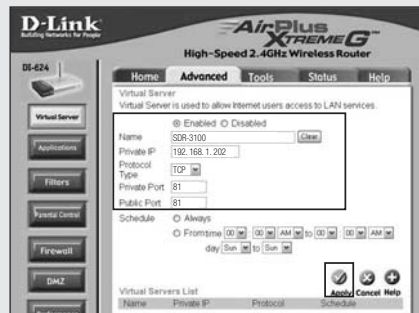 D-Link
Building Networks for People
AirPlus
XTREME G
High-Speed 2.4GHz Wireless Router
DI-624
Home Advanced Tools Status Help
Virtual Server
Virtual Server is used to allow Internet users access to LAN services.
Virtual Server
Enabled Disabled
Name SDR-3100 Clear
Private IP 192.168.1.202
Protocol Type TCP
Private Port 81
Public Port 81
Applications
Filters
Parental Control
Firewall
DMZ
Schedule Always
From time 00 : 00 AM to 00 : 00 AM
day Sun to Sun
Apply Cancel Help
Virtual Servers List
Name Private IP Protocol Schedule